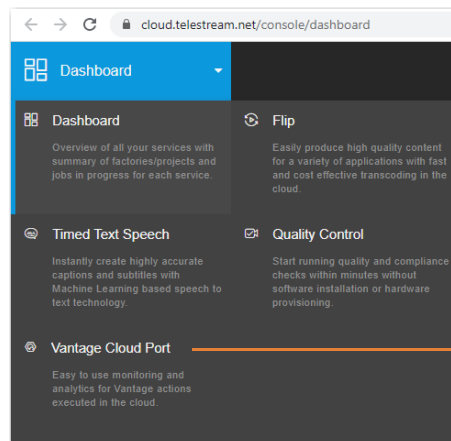 cloud.telestream.net/console/dashboard
Dashboard
Dashboard
Overview of all your services with
summary of factories/projects and
jobs in progress for each service.
Flip
Easily produce high quality content
for a variety of applications with fast
and cost effective transcoding in the
cloud.
Timed Text Speech
Instantly create highly accurate
captions and subtitles with
Machine Learning based speech to
text technology.
Quality Control
Start running quality and compliance
checks within minutes without
software installation or hardware
provisioning.
Vantage Cloud Port
Easy to use monitoring and
analytics for Vantage actions
executed in the cloud.